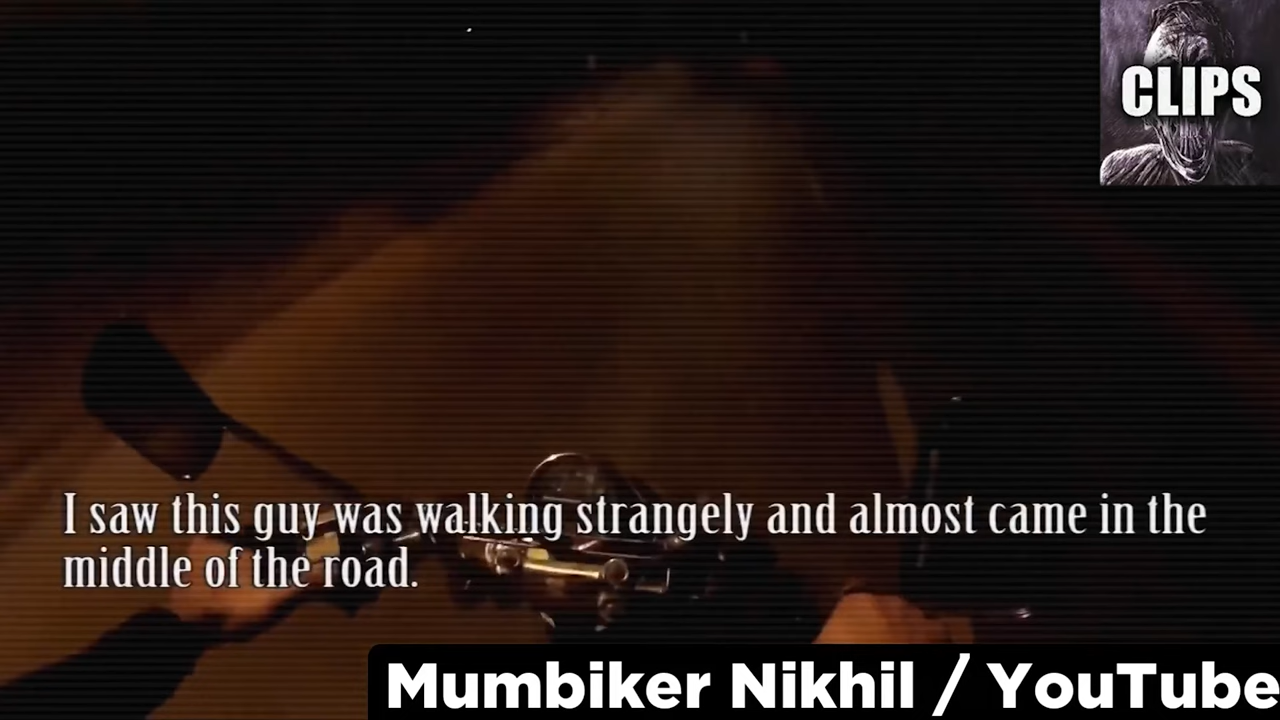 CLIPS
I saw this guy was walking strangely and almost came in the
middle of the road.
Mumbiker Nikhil / YouTube